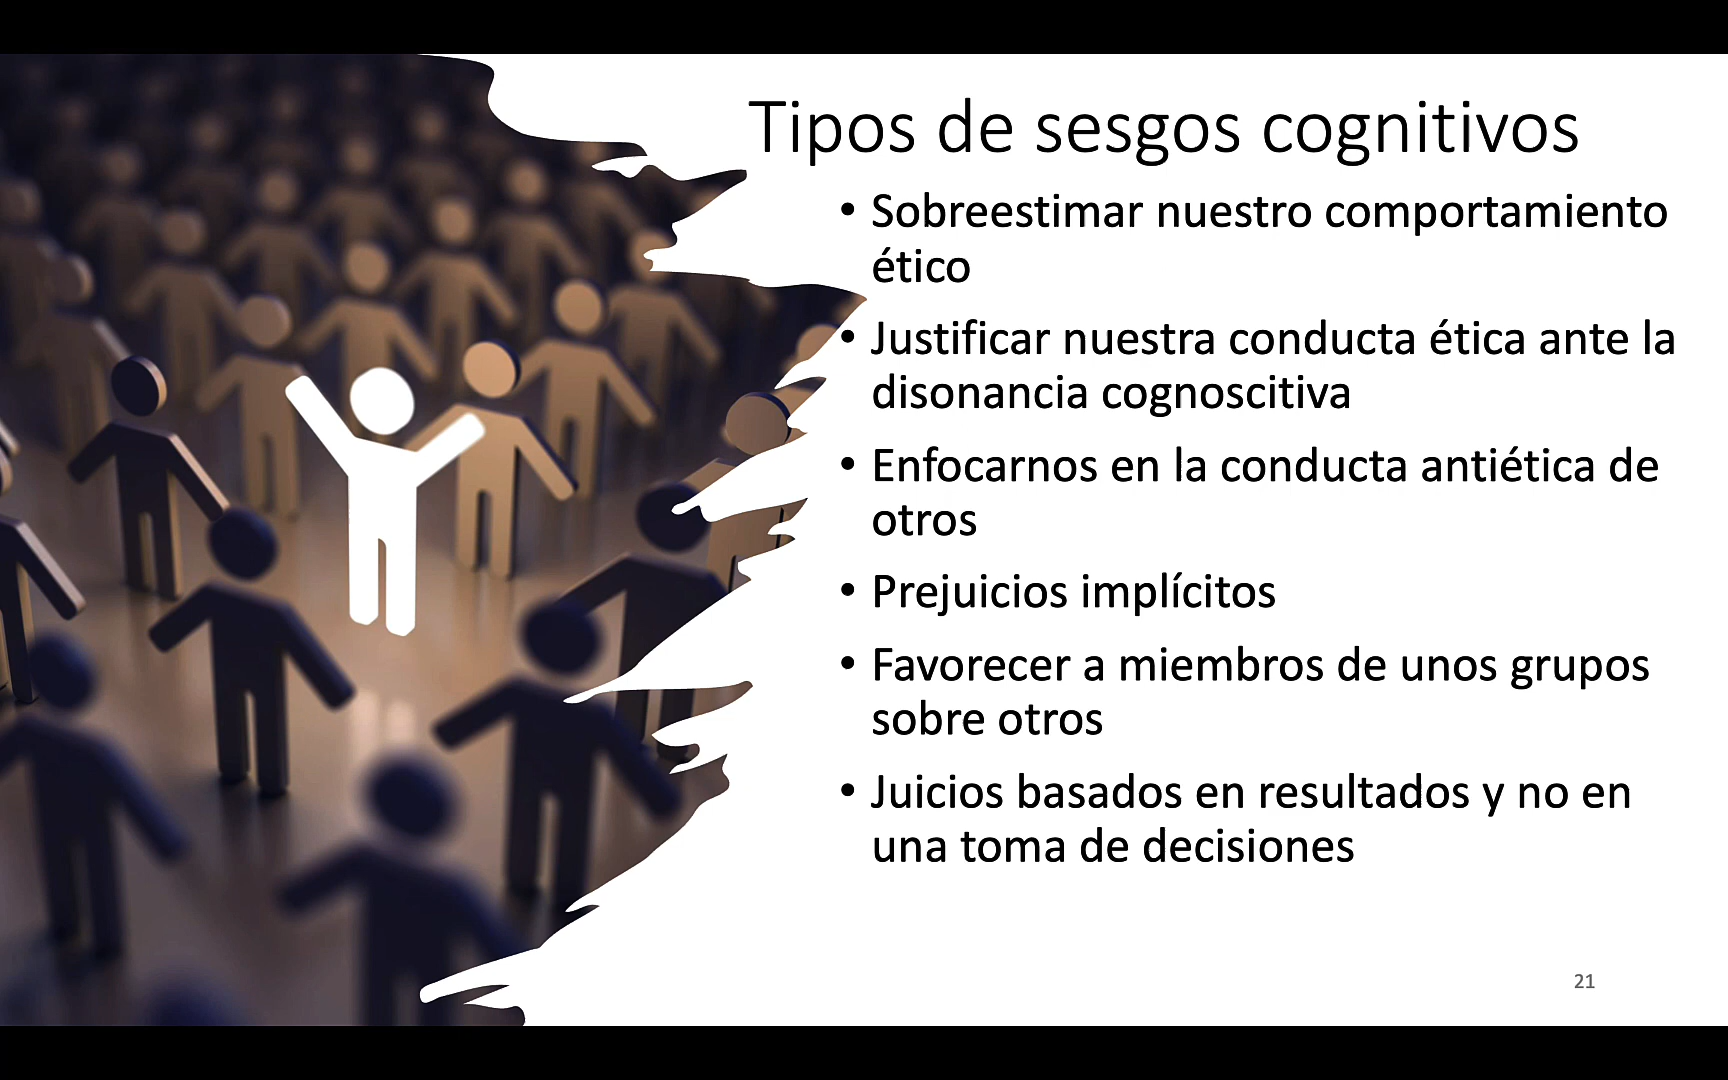 Tipos de sesgos cognitivos
• Sobreestimar nuestro comportamiento
ético
• Justificar nuestra conducta ética ante la
disonancia cognoscitiva
• Enfocarnos en la conducta antiética de
otros
• Prejuicios implícitos
• Favorecer a miembros de unos grupos
sobre otros
• Juicios basados en resultados y no en
una toma de decisiones
21